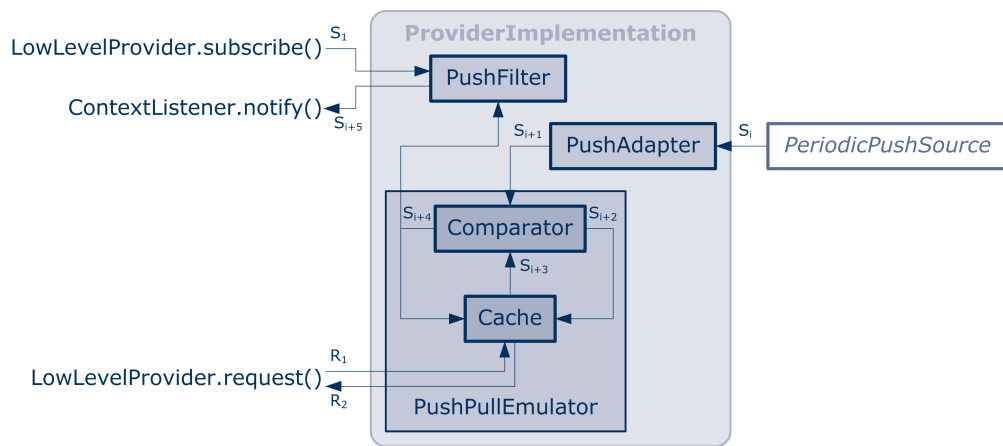 ProviderImplementation
S1
LowLevelProvider.subscribe()
PushFilter
ContextListener.notify()
Si+5
Si+1
Si
PushAdapter
PeriodicPushSource
Si+4
Comparator
Si+2
Si+3
Cache
R1
LowLevelProvider.request()
R2
PushPullEmulator